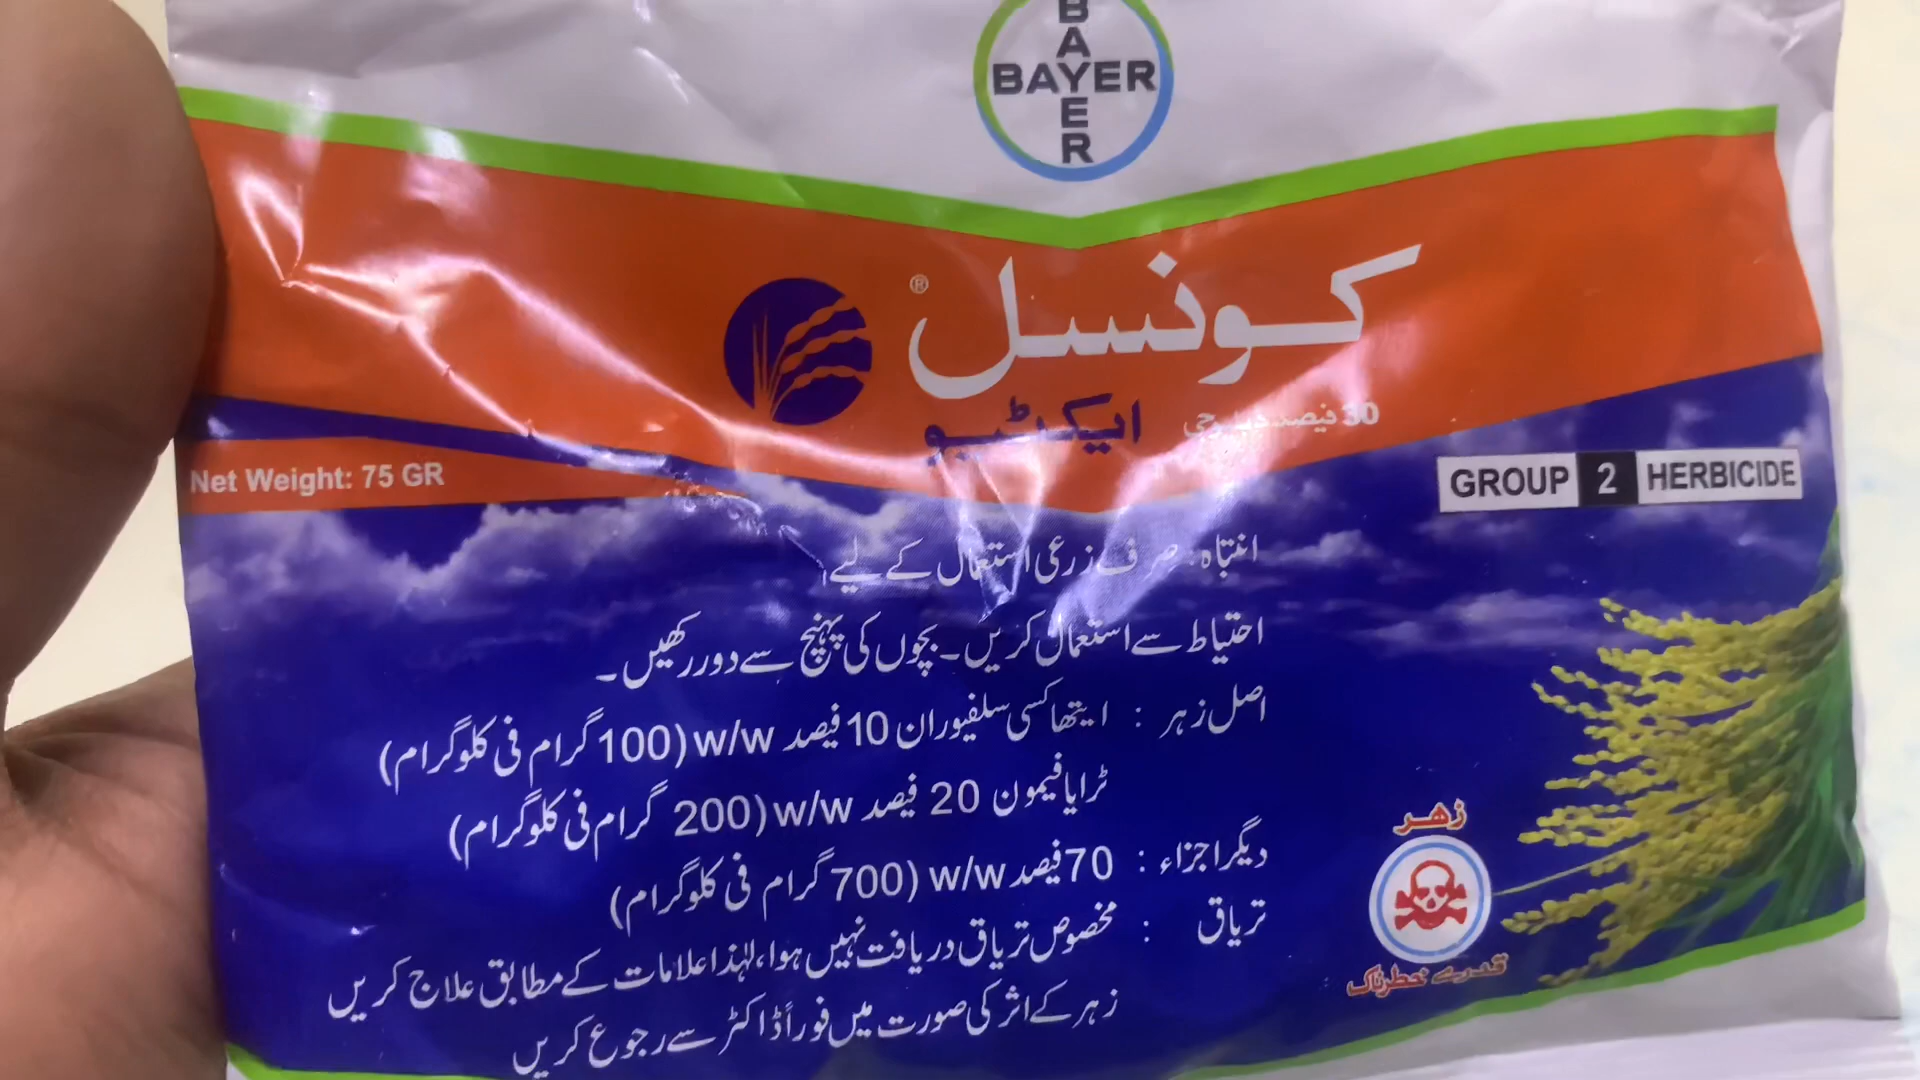 BAYER
BAYER
کونسل®
ایکٹیو
30 فیصد ڈبلیو جی
Net Weight: 75 GR
GROUP 2 HERBICIDE
انتباہ: صرف زرعی استعمال کے لیے
احتیاط سے استعمال کریں۔ بچوں کی پہنچ سے دور رکھیں۔
اصل زہر : ایتھاکسی سلفیوران 10 فیصد w/w (100 گرام فی کلوگرام)
ٹرایافیمون 20 فیصد w/w (200 گرام فی کلوگرام)
دیگر اجزاء : 70 فیصد w/w (700 گرام فی کلوگرام)
تریاق : مخصوص تریاق دریافت نہیں ہوا، لہٰذا علامات کے مطابق علاج کریں
زہر کے اثر کی صورت میں فوراً ڈاکٹر سے رجوع کریں
زهر
قدرے خطرناک